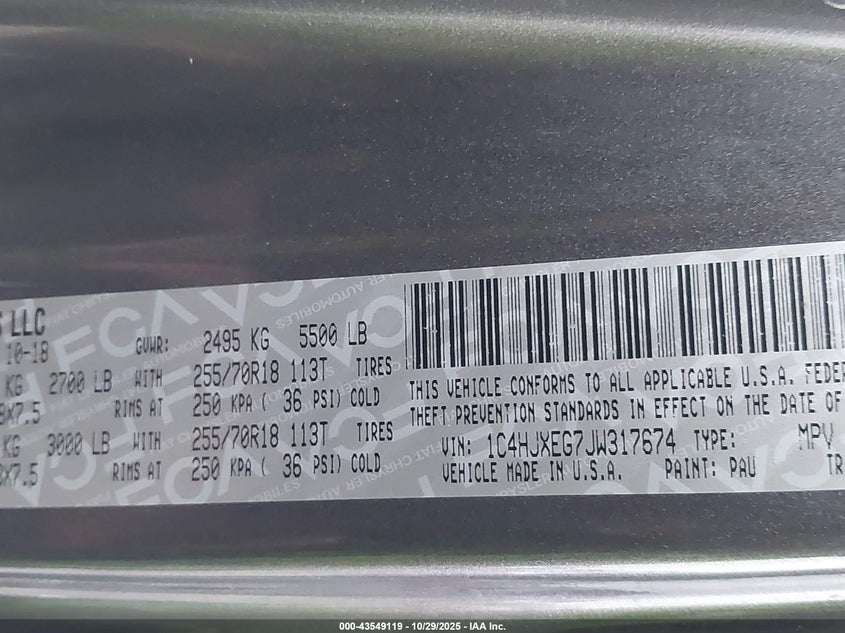 S LLC
10-18 GVWR: 2495 KG 5500 LB
KG 2700 LB WITH 255/70R18 113T TIRES
X7.5 RIMS AT 250 KPA ( 36 PSI) COLD
KG 3000 LB WITH 255/70R18 113T TIRES
X7.5 RIMS AT 250 KPA ( 36 PSI) COLD
THIS VEHICLE CONFORMS TO ALL APPLICABLE U.S.A. FEDER
THEFT PREVENTION STANDARDS IN EFFECT ON THE DATE OF
VIN: 1C4HJXEG7JW317674 TYPE: MPV
VEHICLE MADE IN U.S.A. PAINT: PAU TR
000-43549119 - 10/29/2025 - IAA Inc.